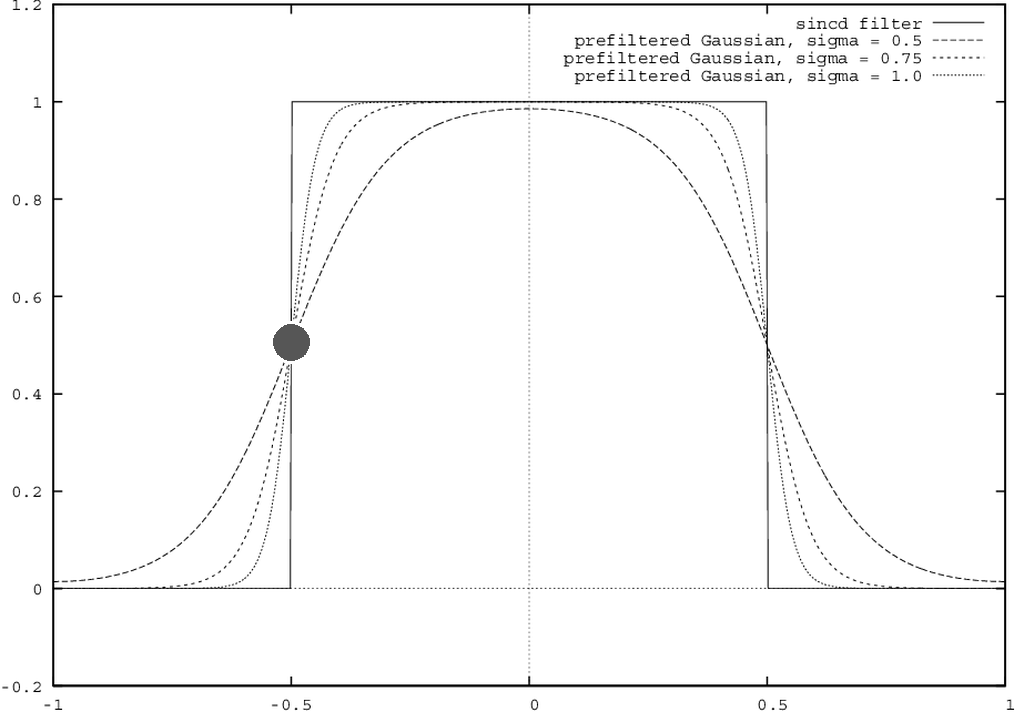 1.2
sincd filter
prefiltered Gaussian, sigma = 0.5
prefiltered Gaussian, sigma = 0.75
prefiltered Gaussian, sigma = 1.0
1
0.8
0.6
0.4
0.2
0
-0.2
-1 -0.5 0 0.5 1